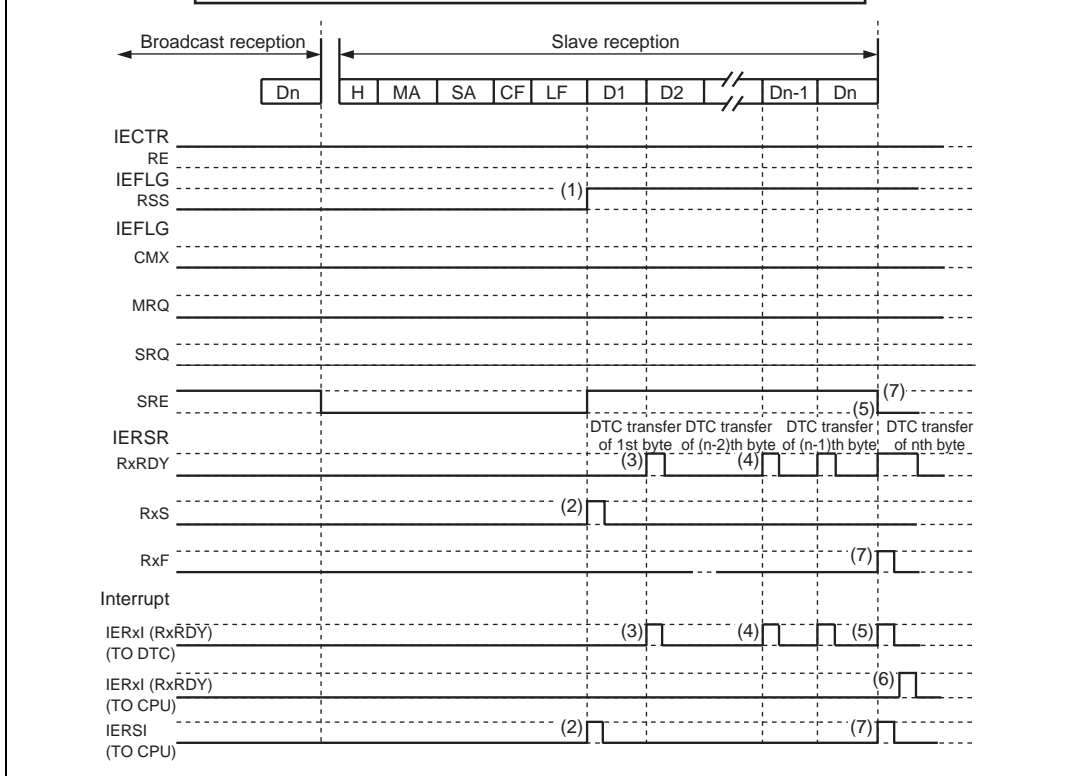 Broadcast reception
Slave reception
Dn H MA SA CF LF D1 D2 Dn-1 Dn
IECTR
RE
IEFLG
RSS (1)
IEFLG
CMX
MRQ
SRQ
SRE (5) (7)
DTC transfer DTC transfer DTC transfer DTC transfer
of 1st byte of (n-2)th byte of (n-1)th byte of nth byte
IERSR
RxRDY (3) (4)
RxS (2)
RxF (7)
Interrupt
IERxI (RxRDY) (3) (4) (5)
(TO DTC)
IERxI (RxRDY) (6)
(TO CPU)
IERSI (2) (7)
(TO CPU)